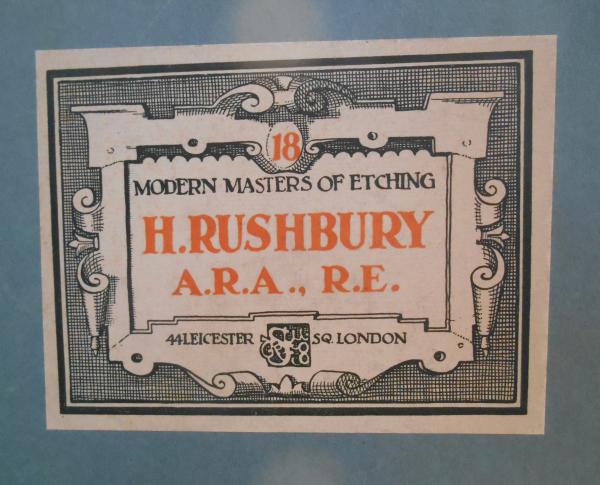 18
MODERN MASTERS OF ETCHING
H. RUSHBURY
A.R.A., R.E.
44 LEICESTER SQ. LONDON